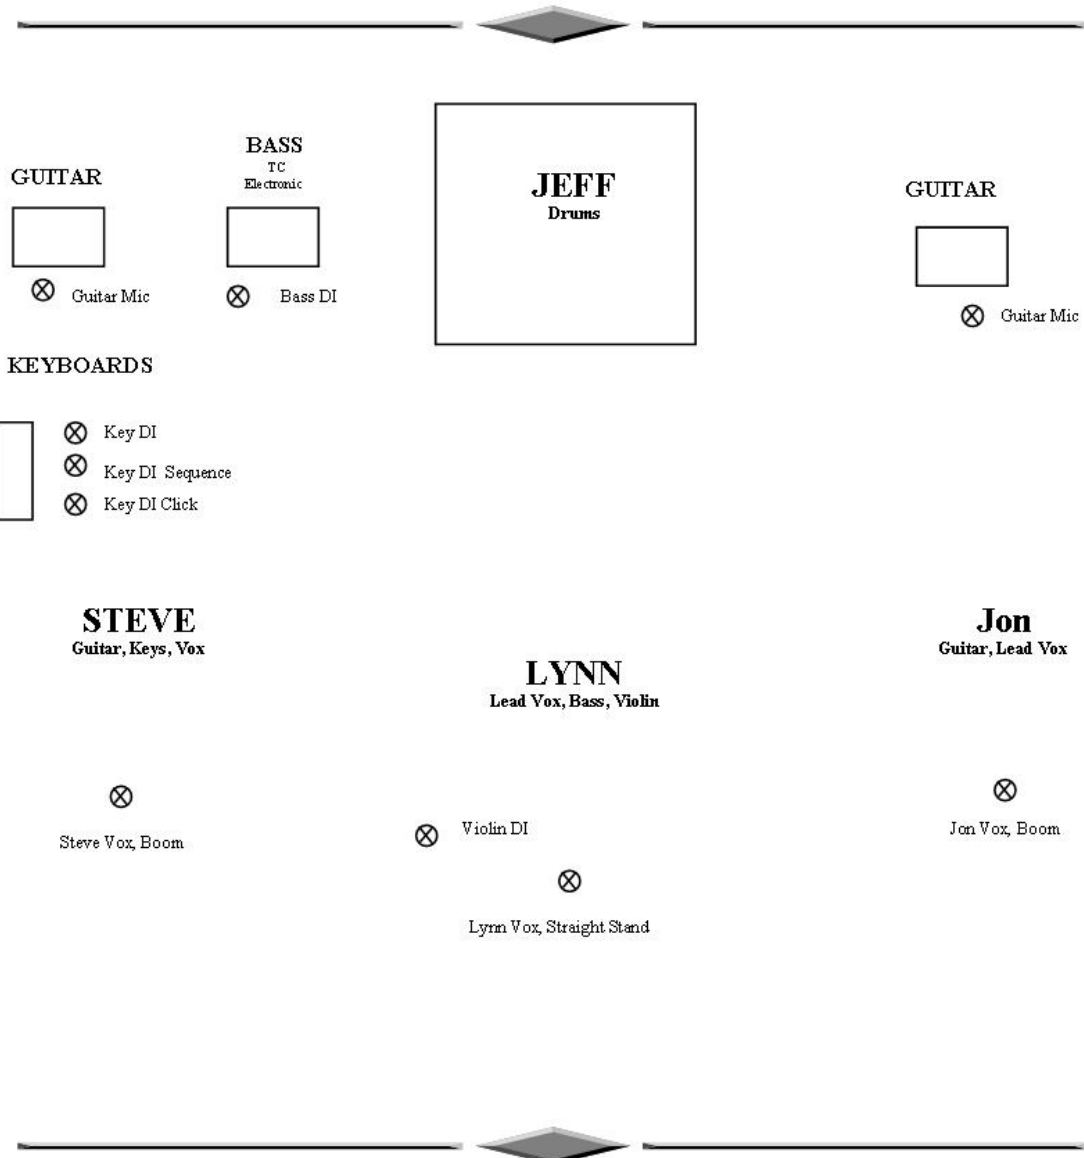 BASS
TC
Electronic
GUITAR
JEFF
Drums
GUITAR
Guitar Mic
Bass DI
Guitar Mic
KEYBOARDS
Key DI
Key DI Sequence
Key DI Click
STEVE
Guitar, Keys, Vox
Jon
Guitar, Lead Vox
LYNN
Lead Vox, Bass, Violin
Steve Vox, Boom
Violin DI
Jon Vox, Boom
Lynn Vox, Straight Stand